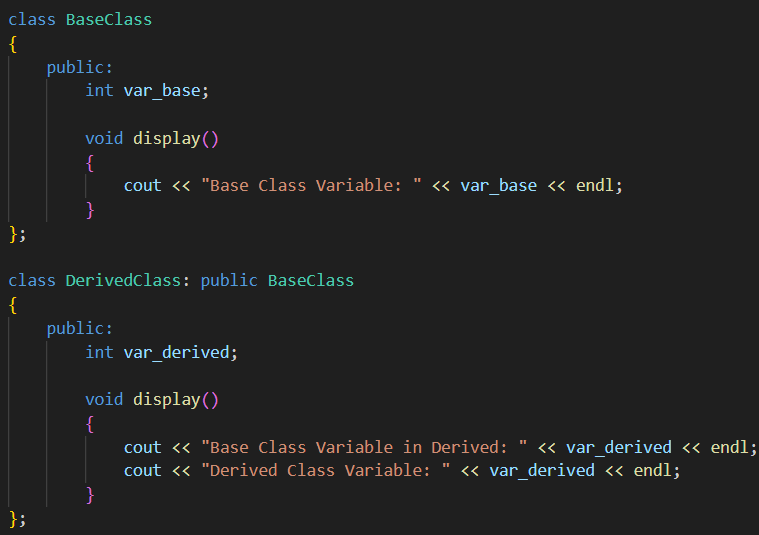 class BaseClass
{
    public:
        int var_base;

        void display()
        {
            cout << "Base Class Variable: " << var_base << endl;
        }
};

class DerivedClass: public BaseClass
{
    public:
        int var_derived;

        void display()
        {
            cout << "Base Class Variable in Derived: " << var_derived << endl;
            cout << "Derived Class Variable: " << var_derived << endl;
        }
};